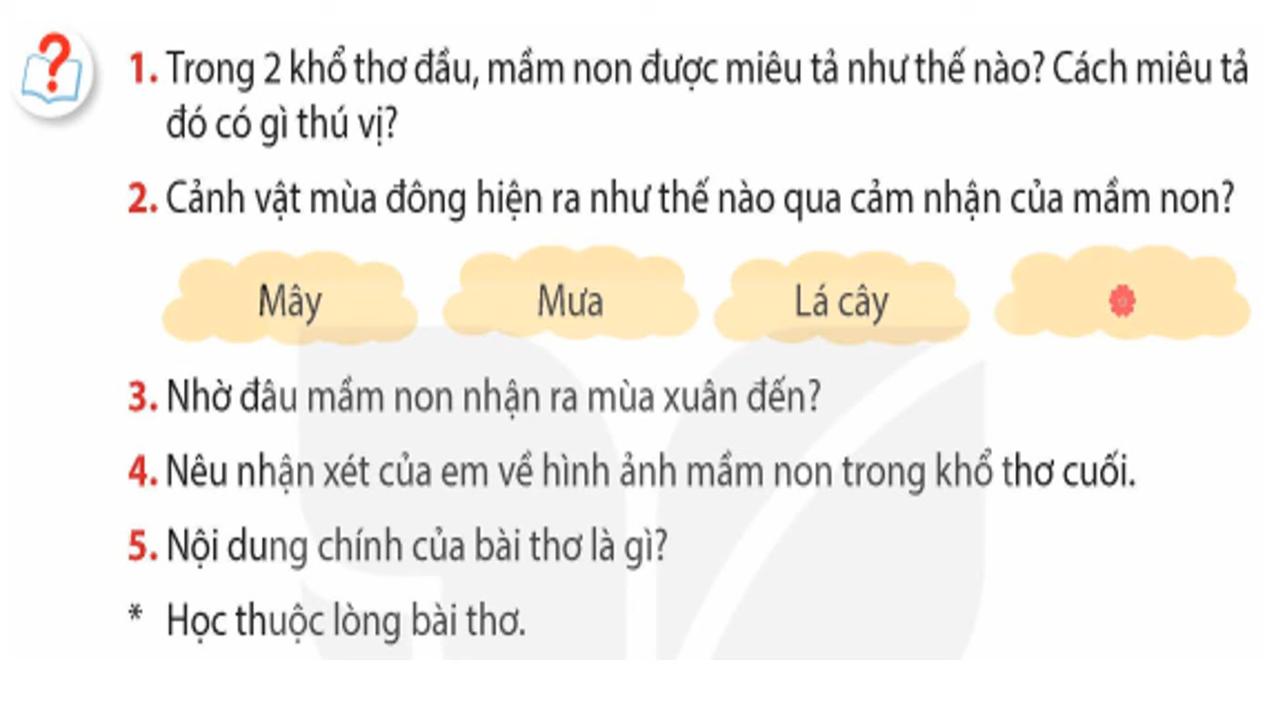 ?
1. Trong 2 khổ thơ đầu, mầm non được miêu tả như thế nào? Cách miêu tả
đó có gì thú vị?
2. Cảnh vật mùa đông hiện ra như thế nào qua cảm nhận của mầm non?
Mây Mưa Lá cây
3. Nhờ đâu mầm non nhận ra mùa xuân đến?
4. Nêu nhận xét của em về hình ảnh mầm non trong khổ thơ cuối.
5. Nội dung chính của bài thơ là gì?
* Học thuộc lòng bài thơ.